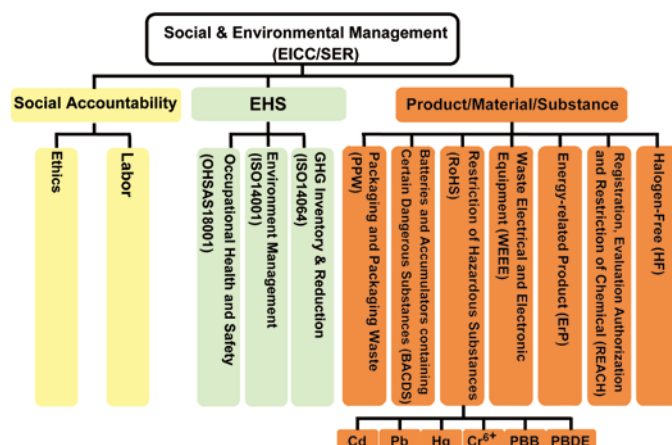 Social & Environmental Management
(EICC/SER)
Social Accountability
EHS
Product/Material/Substance
Ethics
Labor
Occupational Health and Safety
(OHSAS18001)
Environment Management
(ISO14001)
GHG Inventory & Reduction
(ISO14064)
Packaging and Packaging Waste
(PPW)
Batteries and Accumulators containing
Certain Dangerous Substances (BACDS)
Restriction of Hazardous Substances
(RoHS)
Waste Electrical and Electronic
Equipment (WEEE)
Energy-related Product (ErP)
Registration, Evaluation Authorization
and Restriction of Chemical (REACH)
Halogen-Free (HF)
Cd
Pb
Hg
Cr6+
PBB
PBDE